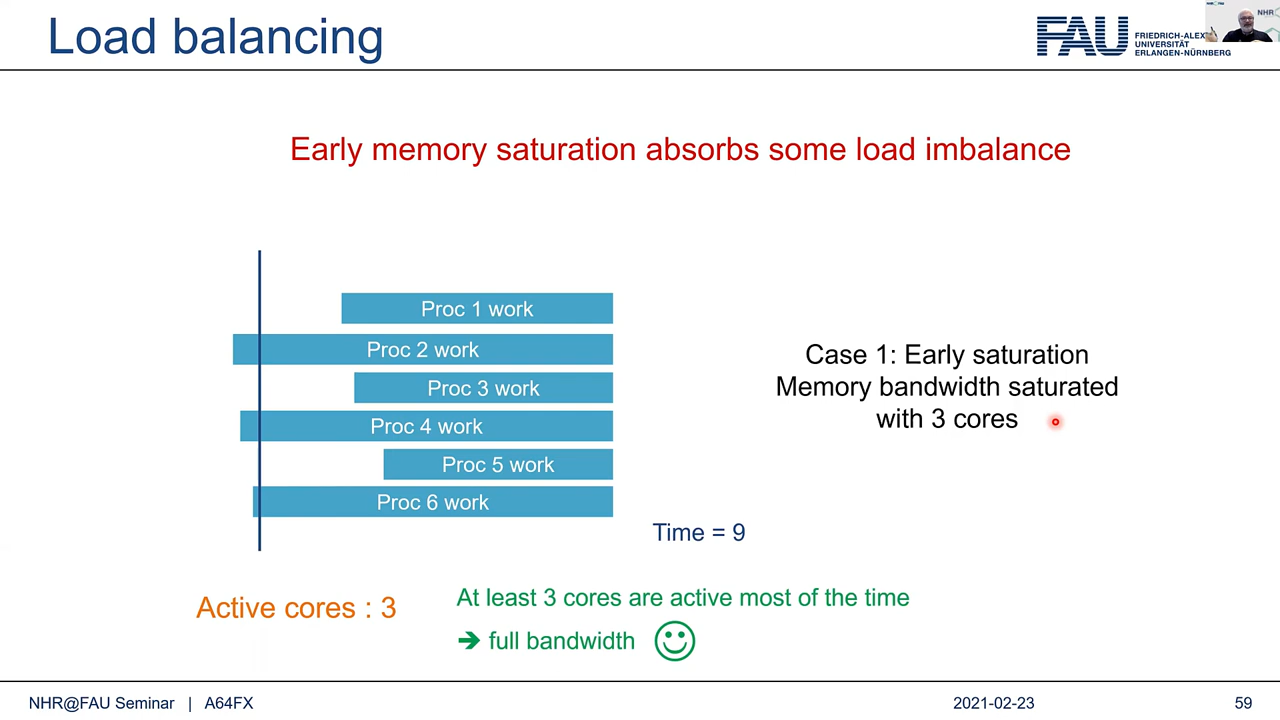 Load balancing
FAU
FRIEDRICH-ALEX
UNIVERSITÄT
ERLANGEN-NÜRNBERG
NHR
Early memory saturation absorbs some load imbalance
Proc 1 work
Proc 2 work
Proc 3 work
Proc 4 work
Proc 5 work
Proc 6 work
Case 1: Early saturation
Memory bandwidth saturated
with 3 cores
Time = 9
Active cores : 3
At least 3 cores are active most of the time
➔ full bandwidth
NHR@FAU Seminar | A64FX
2021-02-23
59